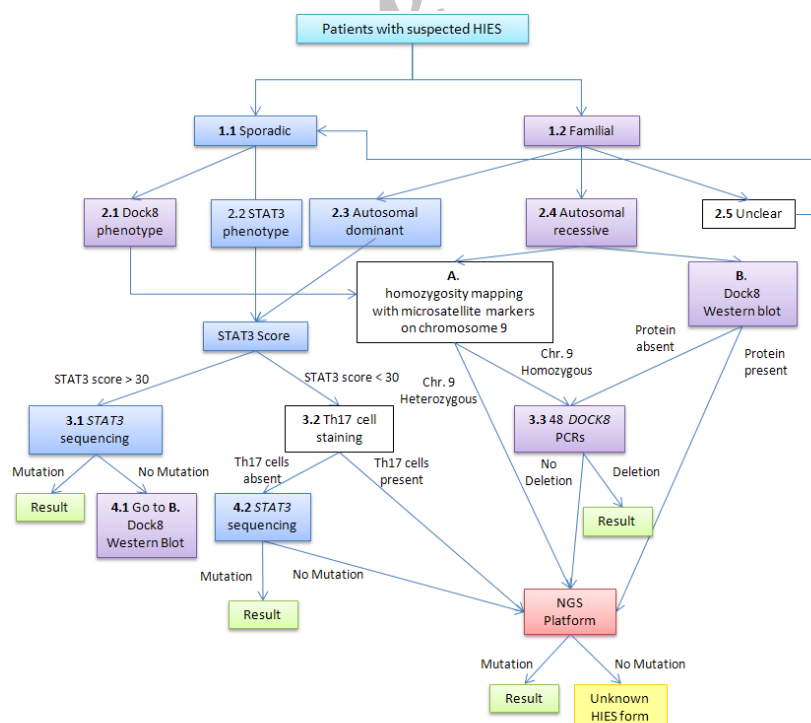 Patients with suspected HIES
1.1 Sporadic
1.2 Familial
2.1 Dock8
phenotype
2.2 STAT3
phenotype
2.3 Autosomal
dominant
2.4 Autosomal
recessive
2.5 Unclear
A.
homozygosity mapping
with microsatellite markers
on chromosome 9
B.
Dock8
Western blot
STAT3 Score
Protein
absent
Protein
present
STAT3 score > 30
STAT3 score < 30
Chr. 9
Heterozygous
Chr. 9
Homozygous
3.1 STAT3
sequencing
3.2 Th17 cell
staining
3.3 48 DOCK8
PCRs
Mutation
No Mutation
Th17 cells
absent
Th17 cells
present
No
Deletion
Deletion
Result
4.1 Go to B.
Dock8
Western Blot
4.2 STAT3
sequencing
Result
Mutation
No Mutation
Result
NGS
Platform
Mutation
No Mutation
Result
Unknown
HIES form